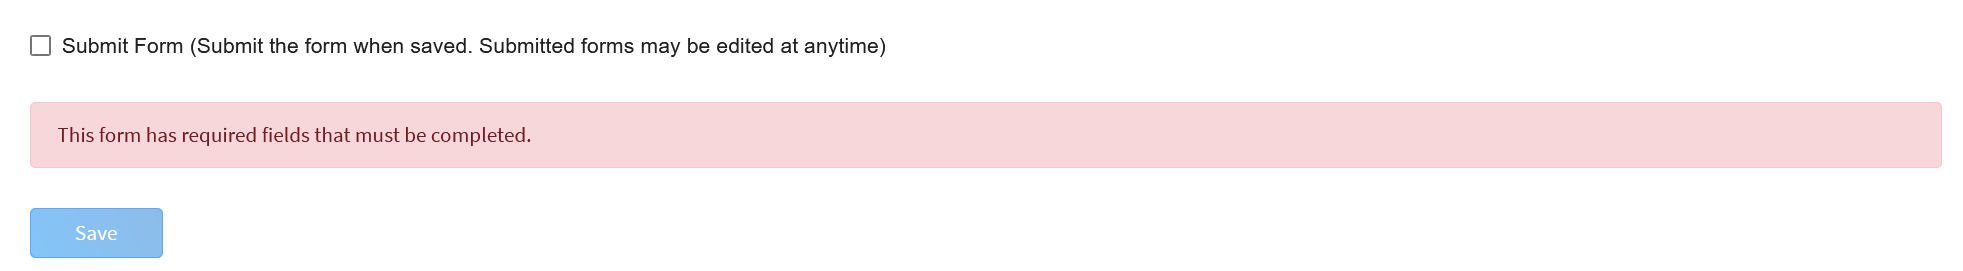 Submit Form (Submit the form when saved. Submitted forms may be edited at anytime)
This form has required fields that must be completed.
Save